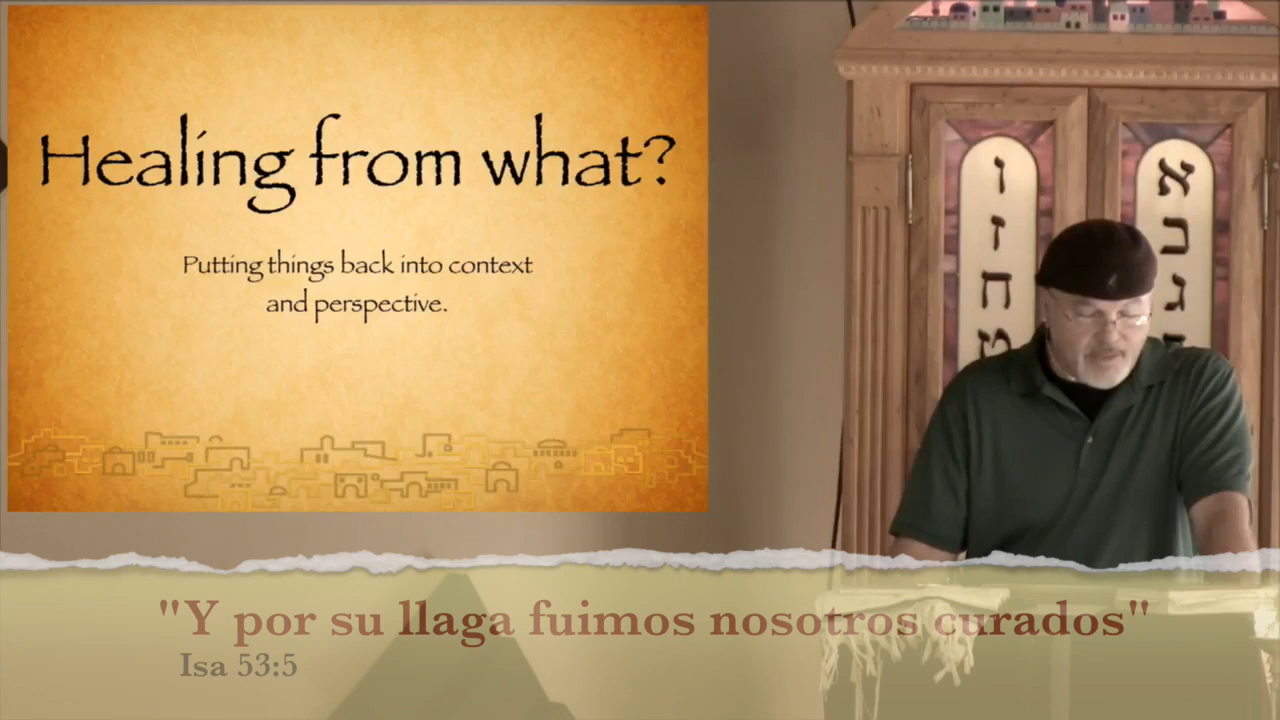 Healing from what?
Putting things back into context
and perspective.
ו
ז
ח
א
ב
ג
"Y por su llaga fuimos nosotros curados"
Isa 53:5